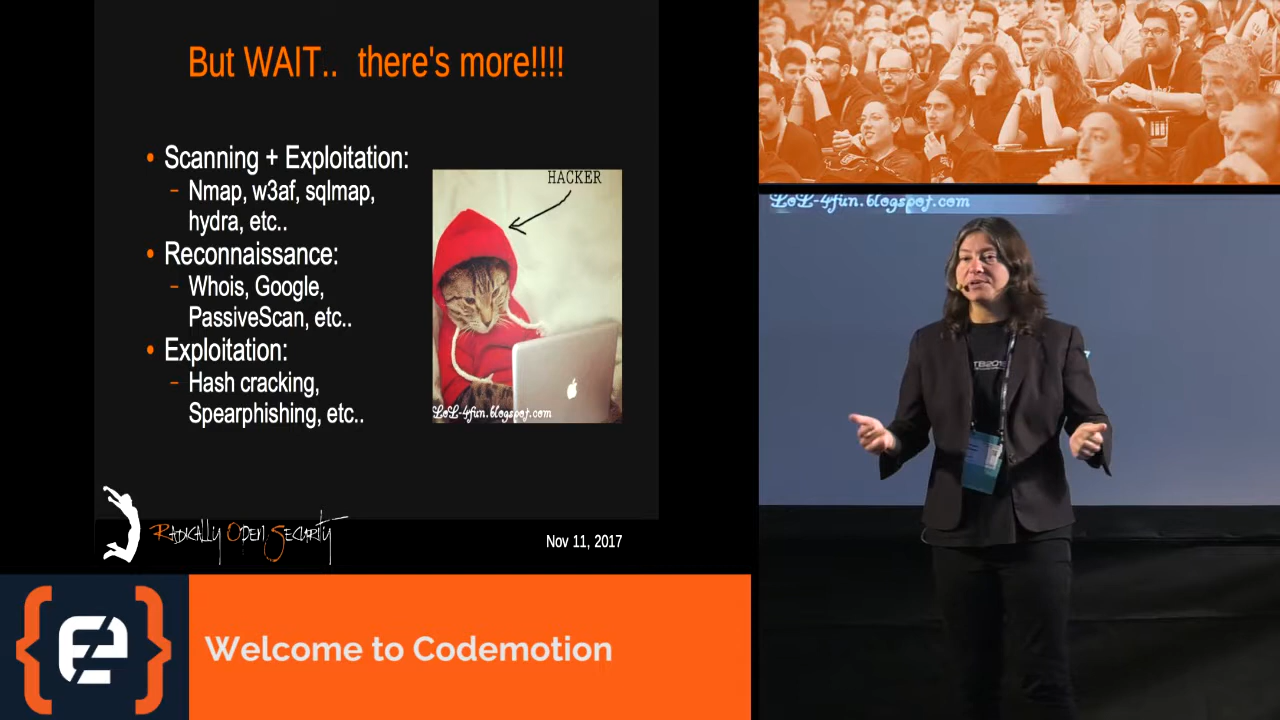 But WAIT.. there's more!!!!
• Scanning + Exploitation:
– Nmap, w3af, sqlmap,
hydra, etc..
• Reconnaissance:
– Whois, Google,
PassiveScan, etc..
• Exploitation:
– Hash cracking,
Spearphishing, etc..
HACKER
LoL-4fun.blogspot.com
Radically Open Security
Nov 11, 2017
Welcome to Codemotion
LoL-4fun.blogspot.com